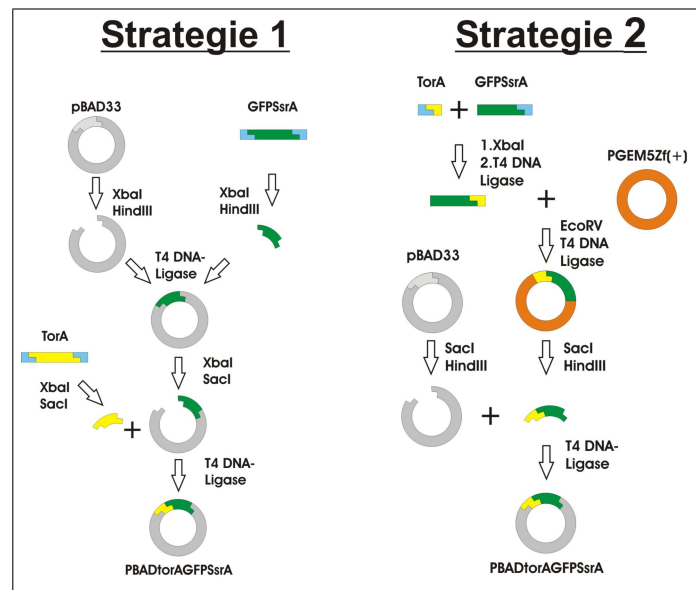 Strategie 1
pBAD33
GFPSsrA
XbaI
HindIII
XbaI
HindIII
T4 DNA-
Ligase
TorA
XbaI
SacI
XbaI
SacI
+
T4 DNA-
Ligase
PBADtorAGFPSsrA
Strategie 2
TorA
+
GFPSsrA
1.XbaI
2.T4 DNA
Ligase
PGEM5Zf(+)
+
EcoRV
T4 DNA
Ligase
pBAD33
SacI
HindIII
SacI
HindIII
+
T4 DNA-
Ligase
PBADtorAGFPSsrA